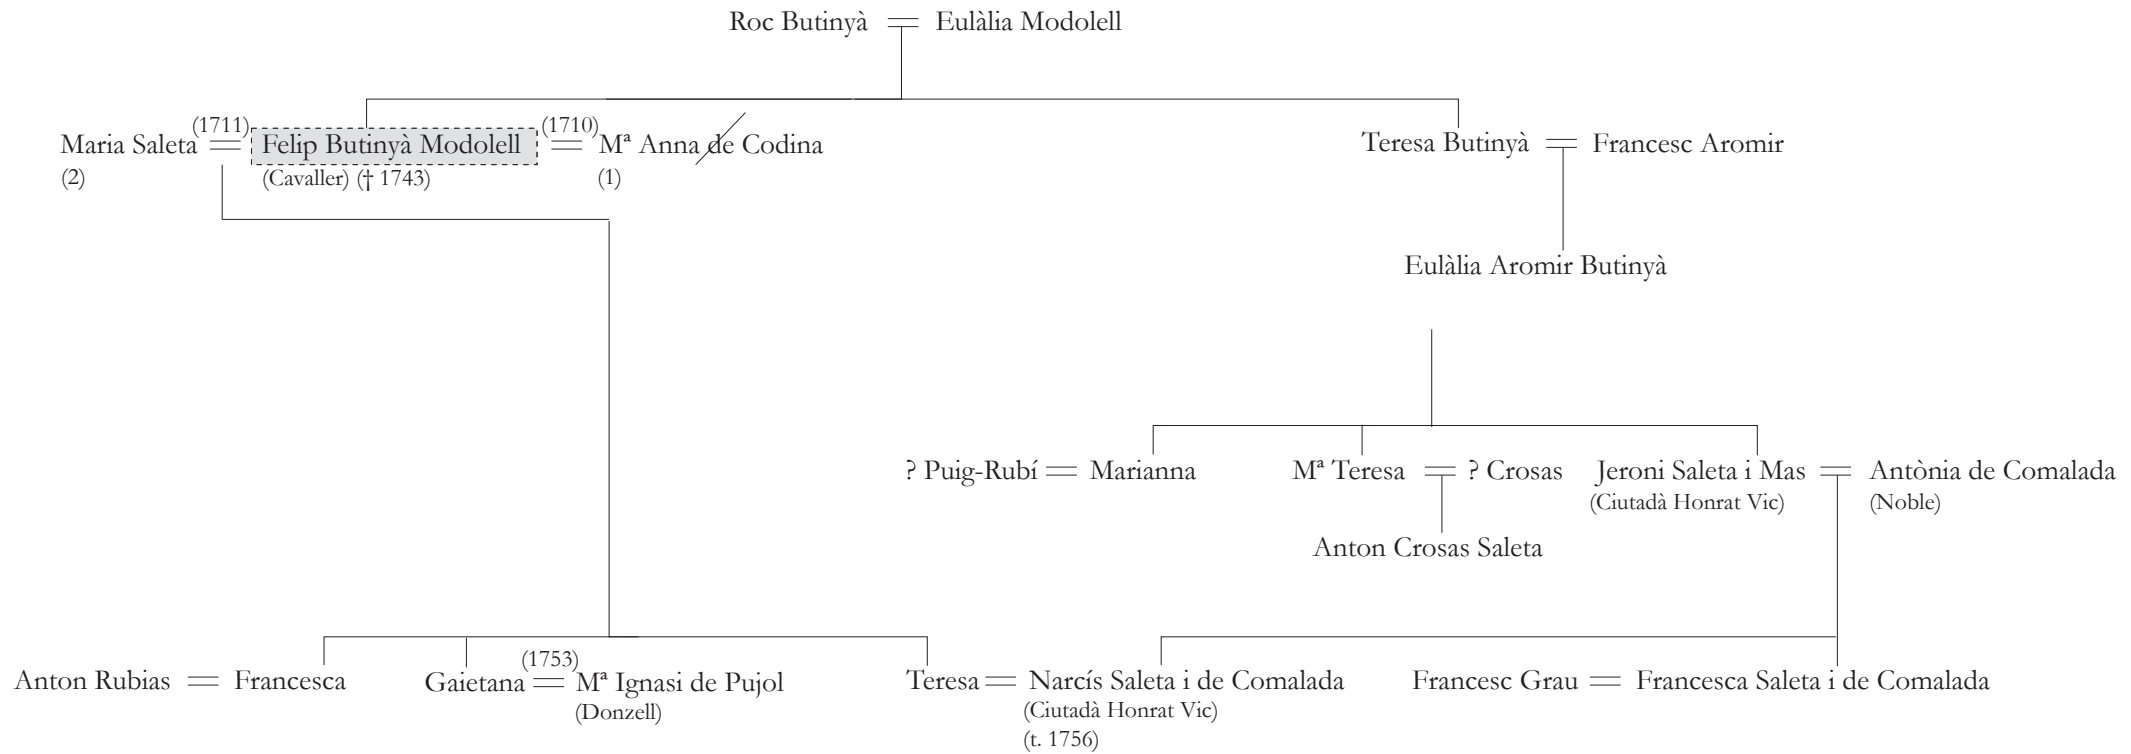 Roc Butinyà Eulàlia Modolell
(1711) (1710)
Maria Saleta Felip Butinyà Modolell Mª Anna de Codina Teresa Butinyà Francesc Aromir
(2) (Cavaller) († 1743) (1)
Eulàlia Aromir Butinyà
? Puig-Rubí Marianna Mª Teresa ? Crosas Jeroni Saleta i Mas Antònia de Comalada
(Ciutadà Honrat Vic) (Noble)
Anton Crosas Saleta
(1753)
Anton Rubias Francesca Gaietana Mª Ignasi de Pujol Teresa Narcís Saleta i de Comalada Francesc Grau Francesca Saleta i de Comalada
(Donzell) (Ciutadà Honrat Vic)
(t. 1756)